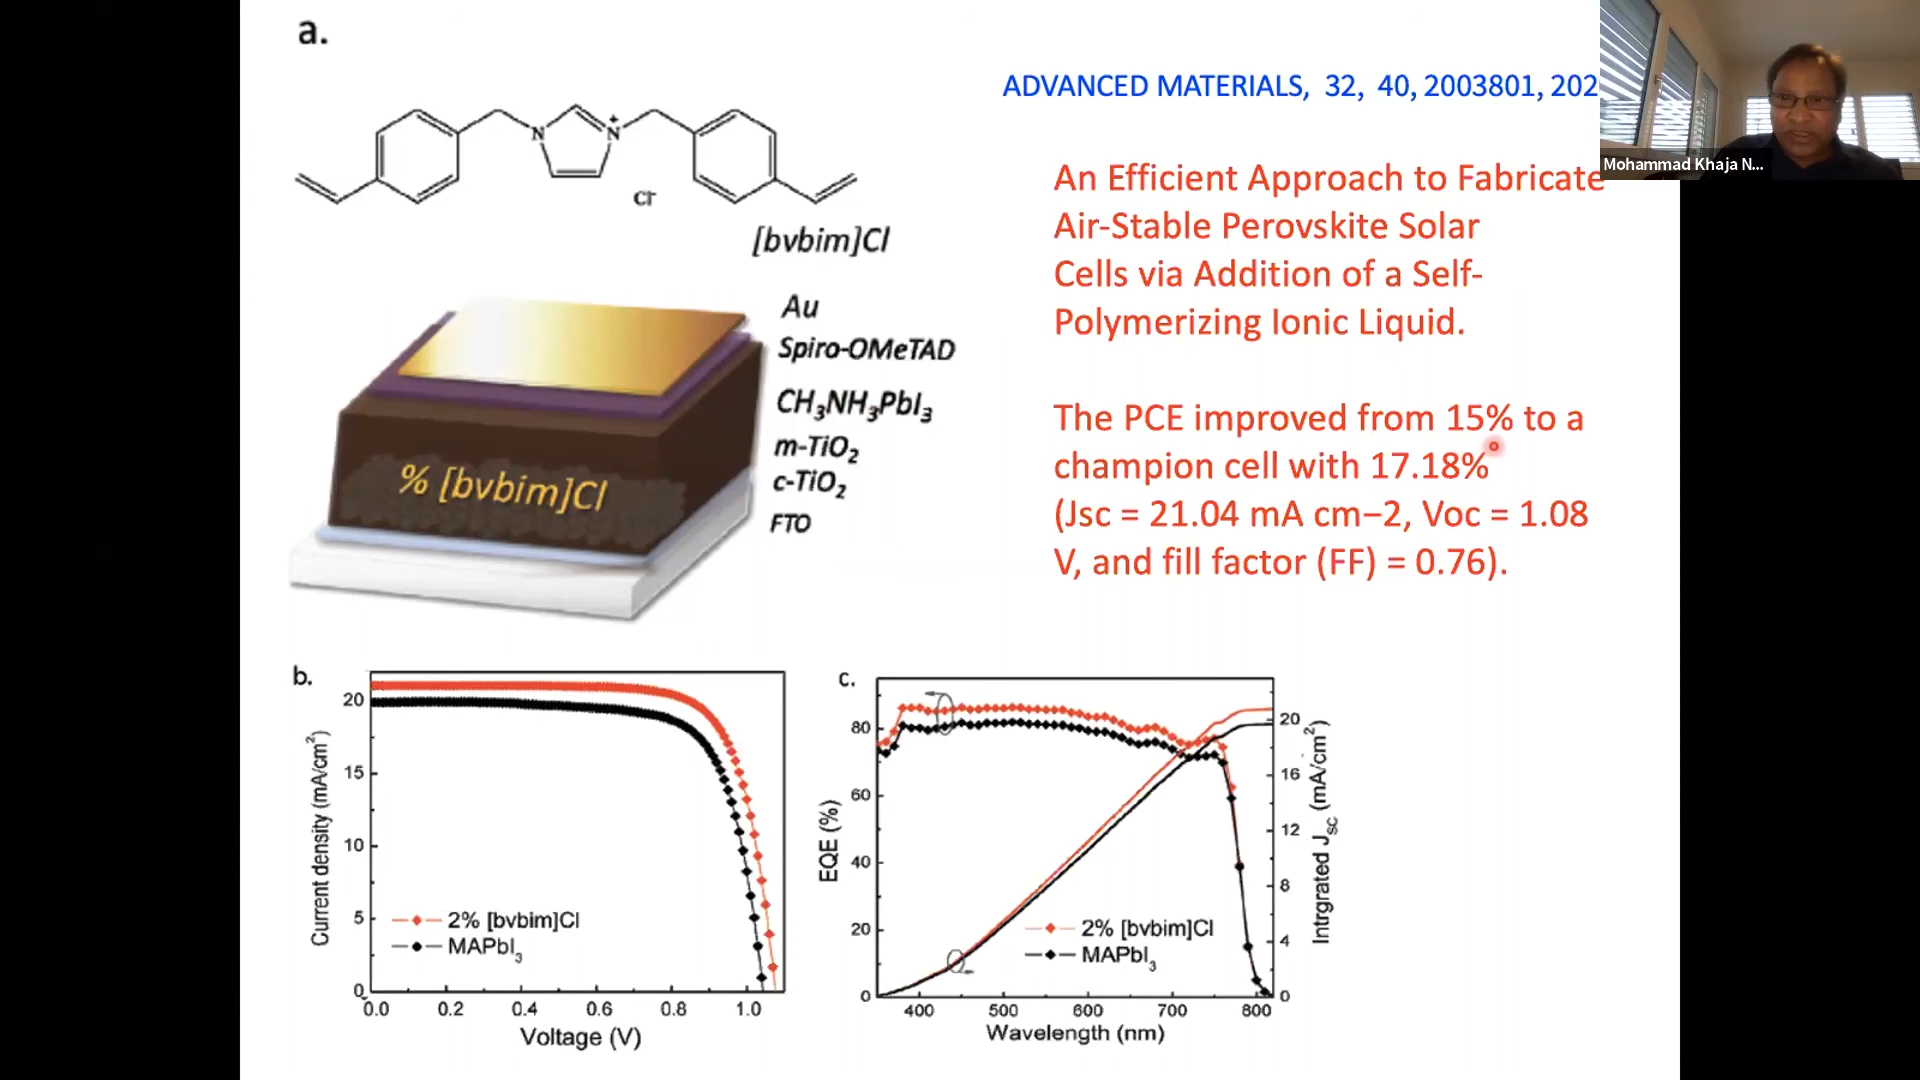 a.
ADVANCED MATERIALS, 32, 40, 2003801, 202
Mohammad Khaja N...
N
N
+
Cl-
[bvbim]Cl
An Efficient Approach to Fabricate
Air-Stable Perovskite Solar
Cells via Addition of a Self-
Polymerizing Ionic Liquid.
Au
Spiro-OMeTAD
CH₃NH₃PbI₃
m-TiO₂
c-TiO₂
FTO
% [bvbim]Cl
The PCE improved from 15% to a
champion cell with 17.18%
(Jsc = 21.04 mA cm−2, Voc = 1.08
V, and fill factor (FF) = 0.76).
b.
Current density (mA/cm²)
20
15
10
5
0
2% [bvbim]Cl
MAPbI₃
0.0 0.2 0.4 0.6 0.8 1.0
Voltage (V)
c.
EQE (%)
80
60
40
20
0
2% [bvbim]Cl
MAPbI₃
400 500 600 700 800
Wavelength (nm)
20
16
12
8
4
0
Intrgrated J_SC (mA/cm²)